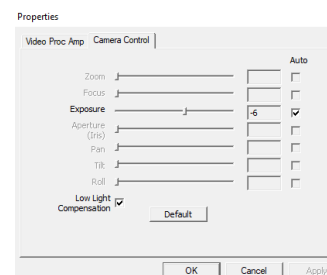 Properties
Video Proc Amp Camera Control
Auto
Zoom
Focus
Exposure -6
Aperture
(Iris)
Pan
Tilt
Roll
Low Light
Compensation
Default
OK Cancel Apply